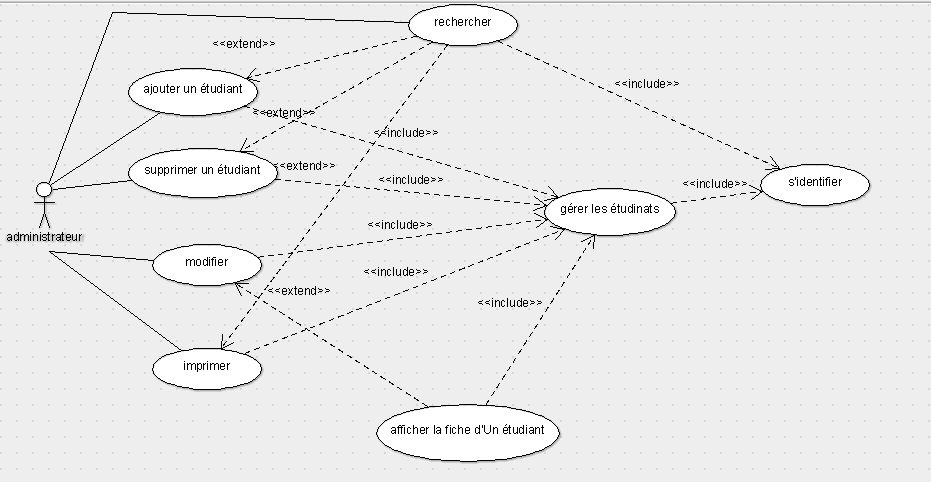 rechercher
<<extend>>
<<include>>
ajouter un étudiant
<<extend>>
<<include>>
supprimer un étudiant
<<extend>>
<<include>>
<<include>>
s'identifier
gérer les étudinats
administrateur
<<include>>
modifier
<<include>>
<<extend>>
<<include>>
imprimer
afficher la fiche d'Un étudiant